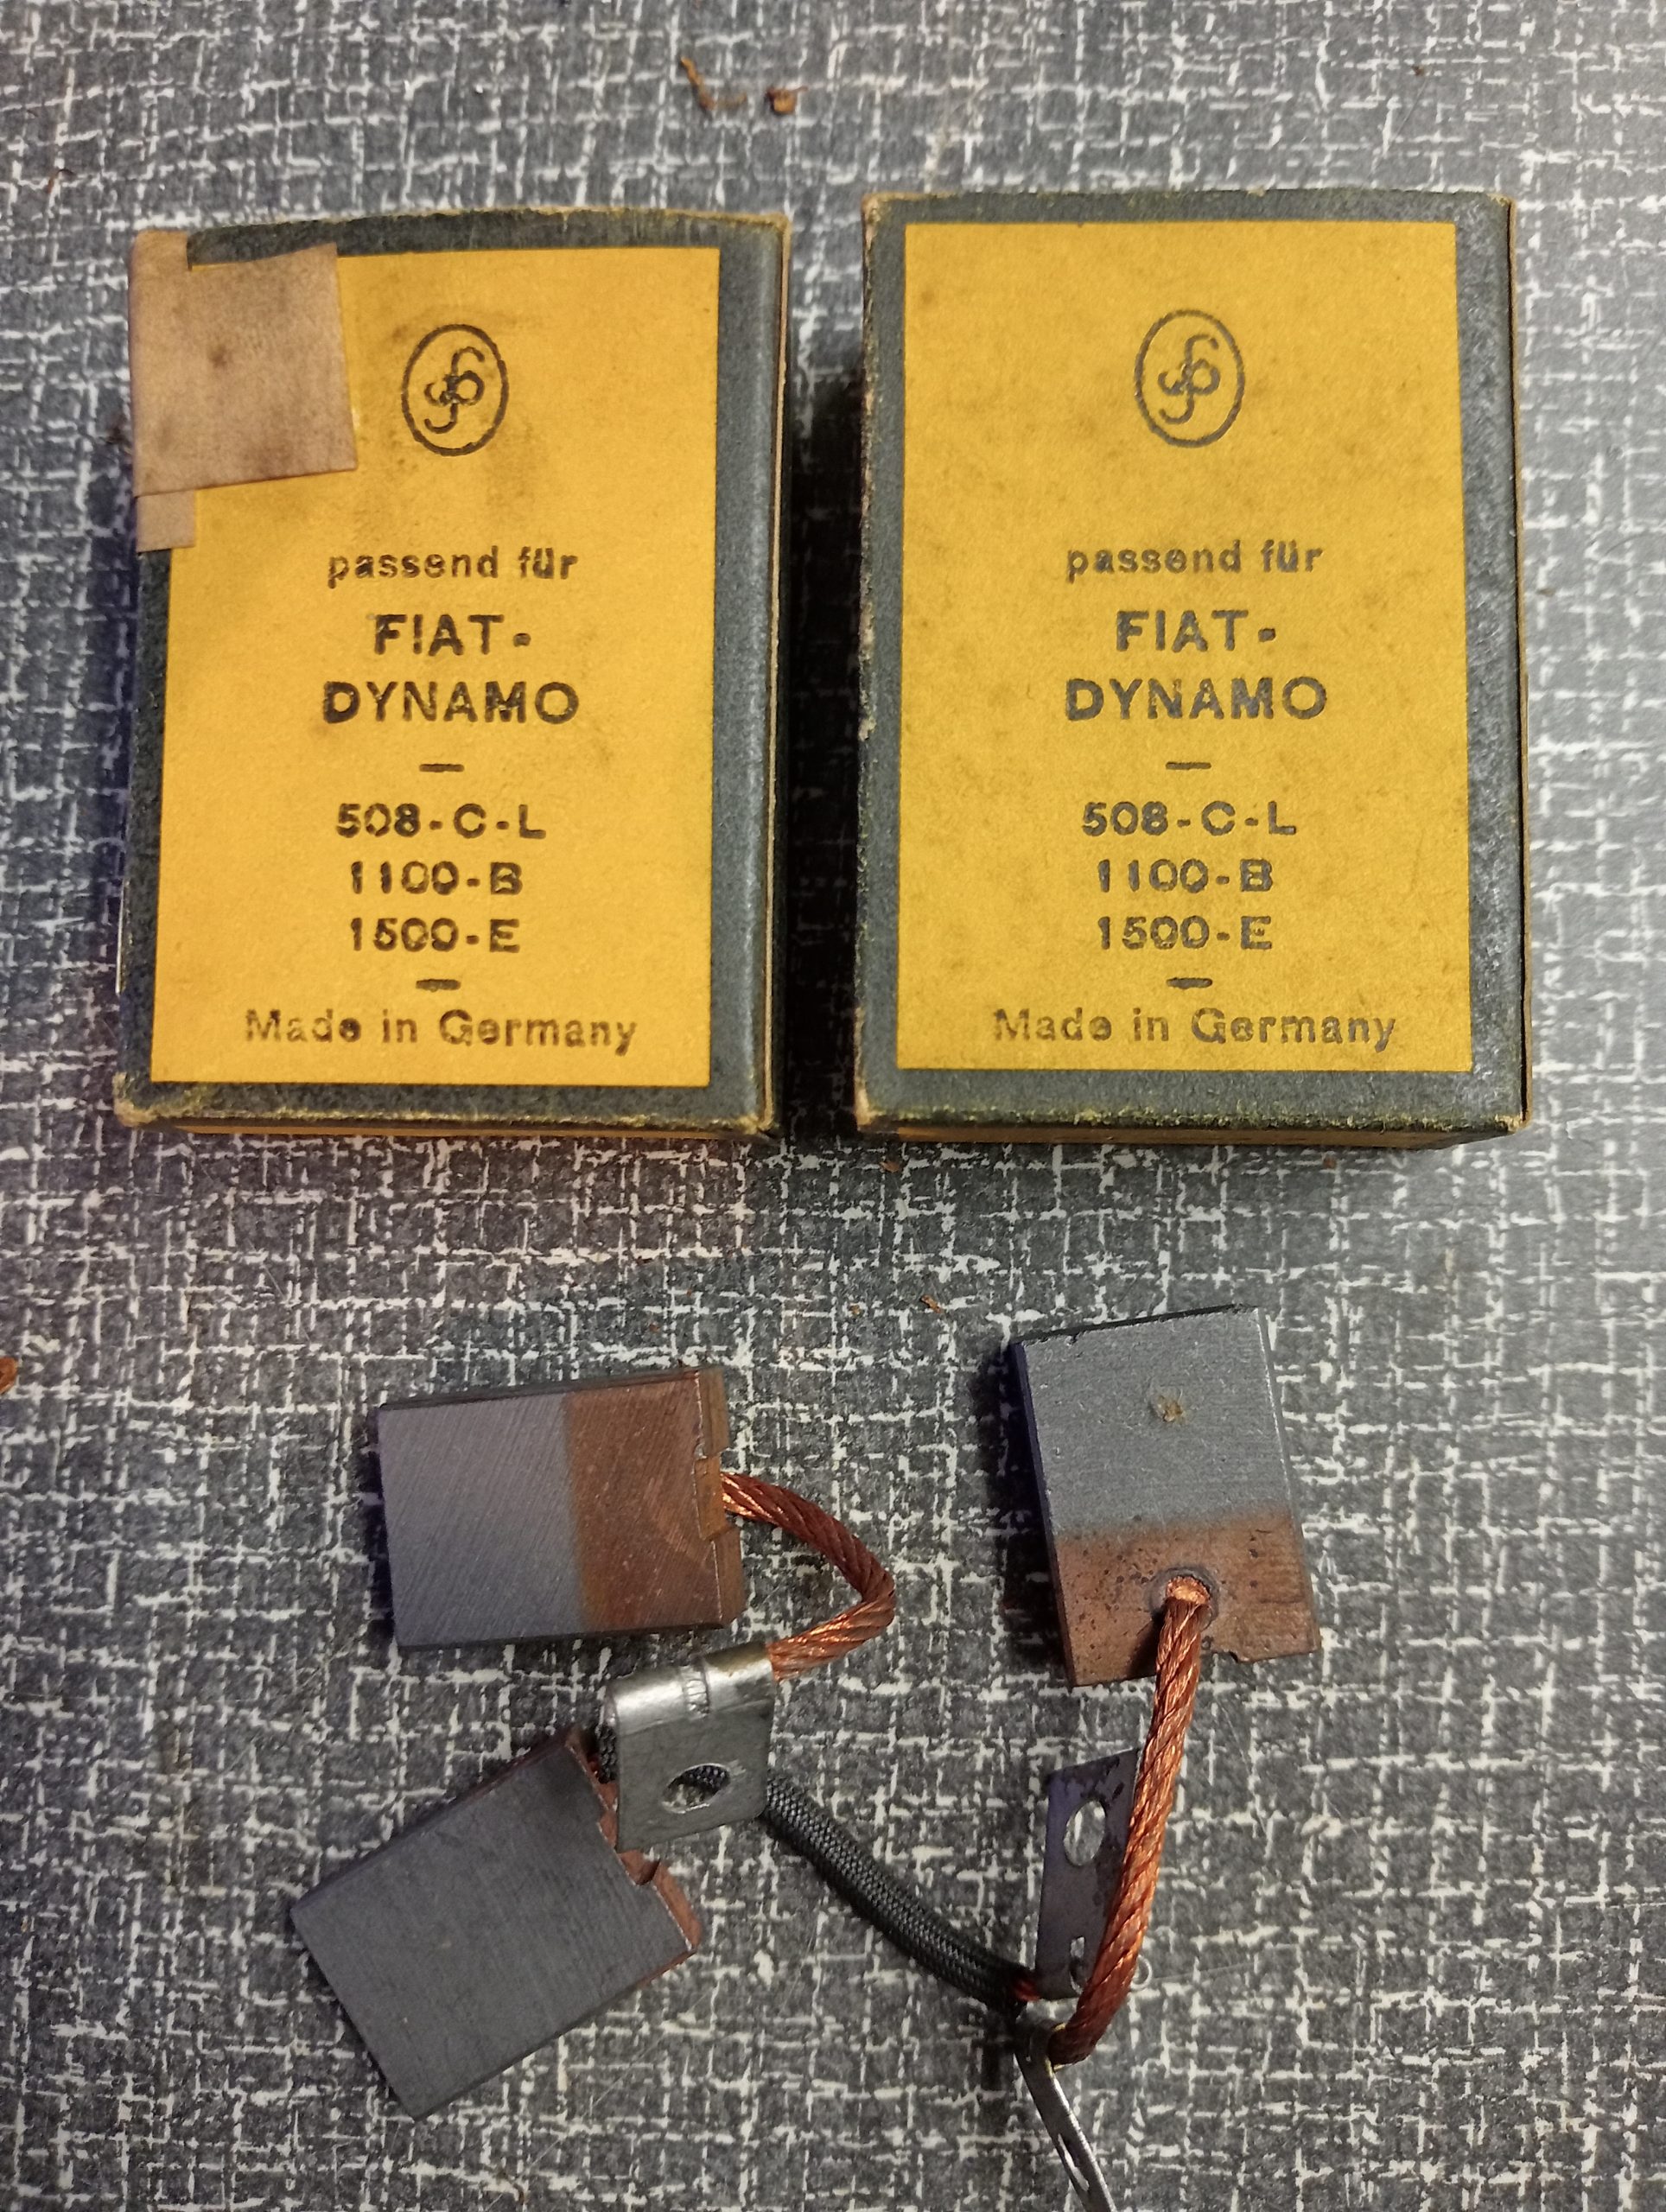 passend für
FIAT-
DYNAMO
—
508-C-L
1100-B
1500-E
—
Made in Germany
passend für
FIAT-
DYNAMO
—
508-C-L
1100-B
1500-E
—
Made in Germany